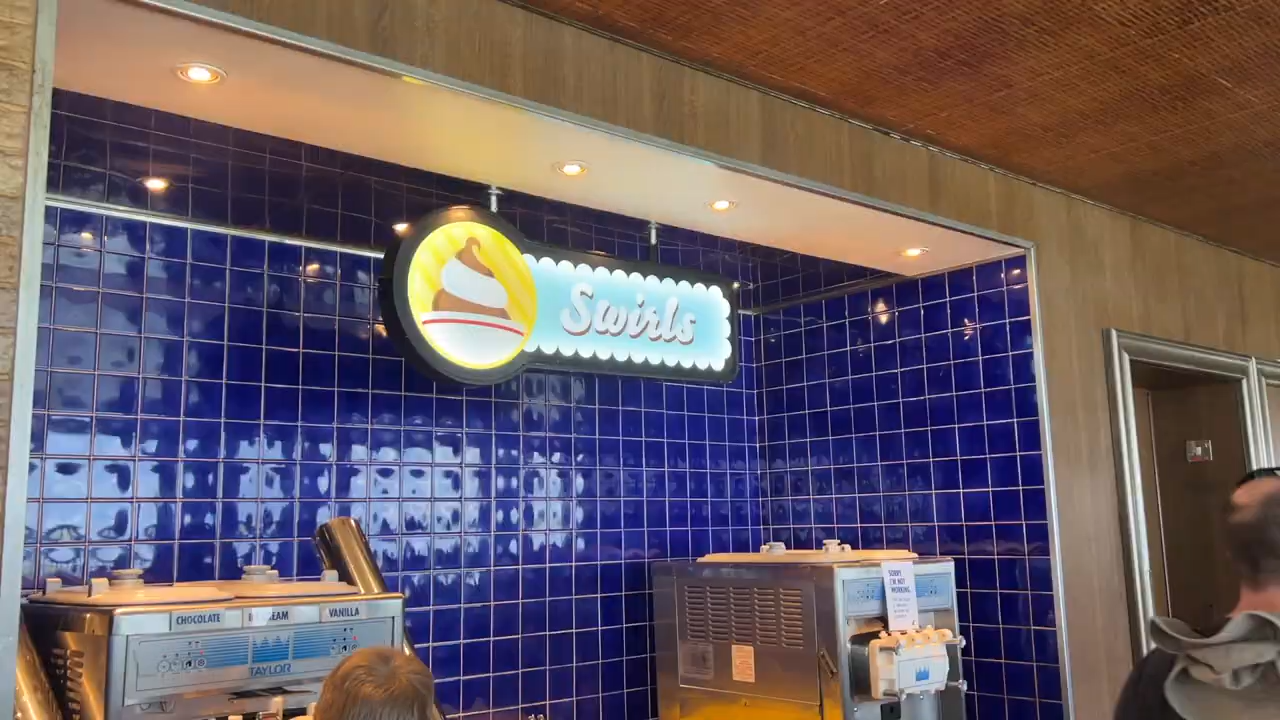 Swirls
CHOCOLATE
VANILLA
TAYLOR
SORRY
I'M NOT
WORKING